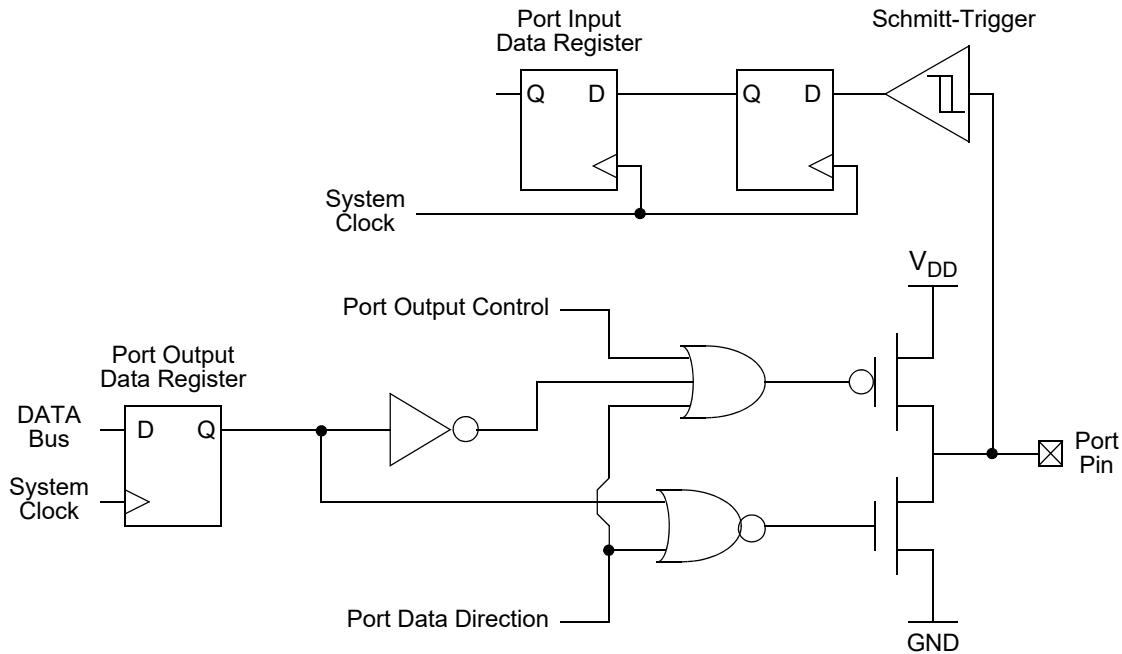 Port Input
Data Register
Schmitt-Trigger
Q D
Q D
System
Clock
VDD
Port Output Control
Port Output
Data Register
DATA
Bus
D Q
System
Clock
Port
Pin
Port Data Direction
GND